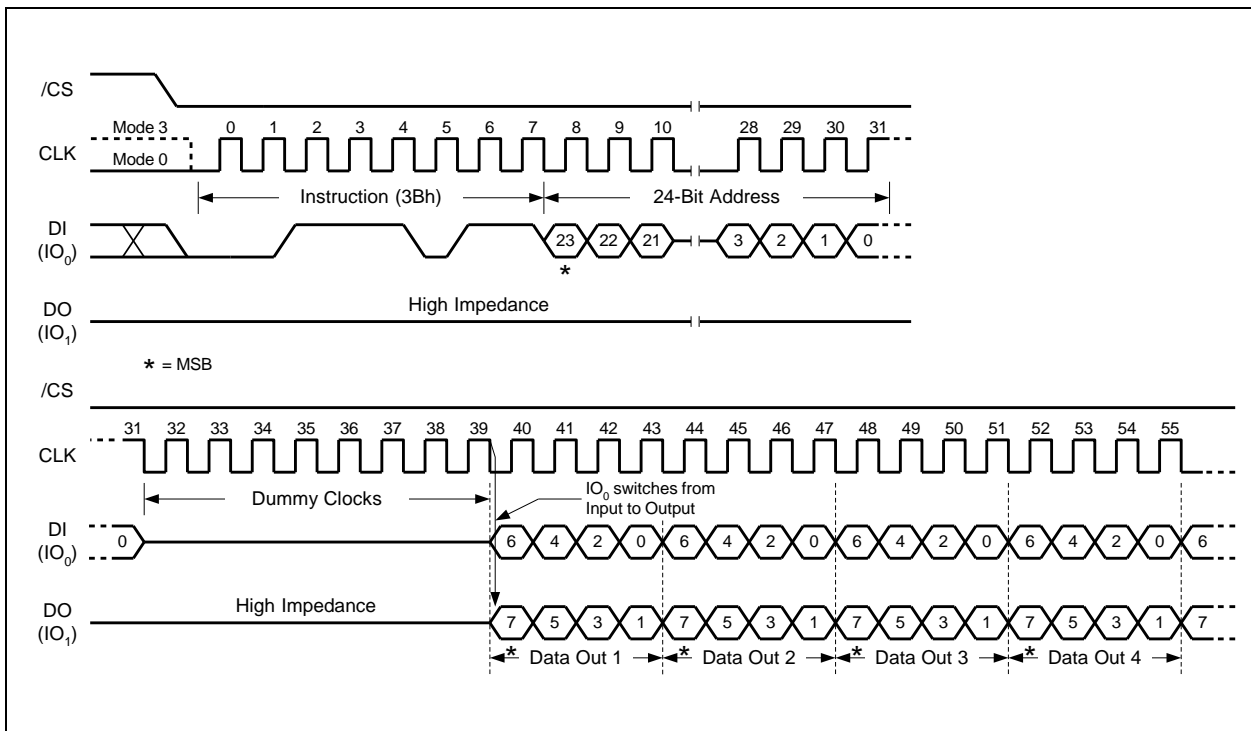 /CS
Mode 3 0 1 2 3 4 5 6 7 8 9 10 28 29 30 31
CLK
Mode 0
Instruction (3Bh) 24-Bit Address
DI
(IO0) 23 22 21 3 2 1 0
*
DO High Impedance
(IO1)
* = MSB
/CS
31 32 33 34 35 36 37 38 39 40 41 42 43 44 45 46 47 48 49 50 51 52 53 54 55
CLK
Dummy Clocks
IO0 switches from
Input to Output
DI
(IO0) 0 6 4 2 0 6 4 2 0 6 4 2 0 6 4 2 0 6
DO High Impedance
(IO1) 7 5 3 1 7 5 3 1 7 5 3 1 7 5 3 1 7
* Data Out 1 * Data Out 2 * Data Out 3 * Data Out 4